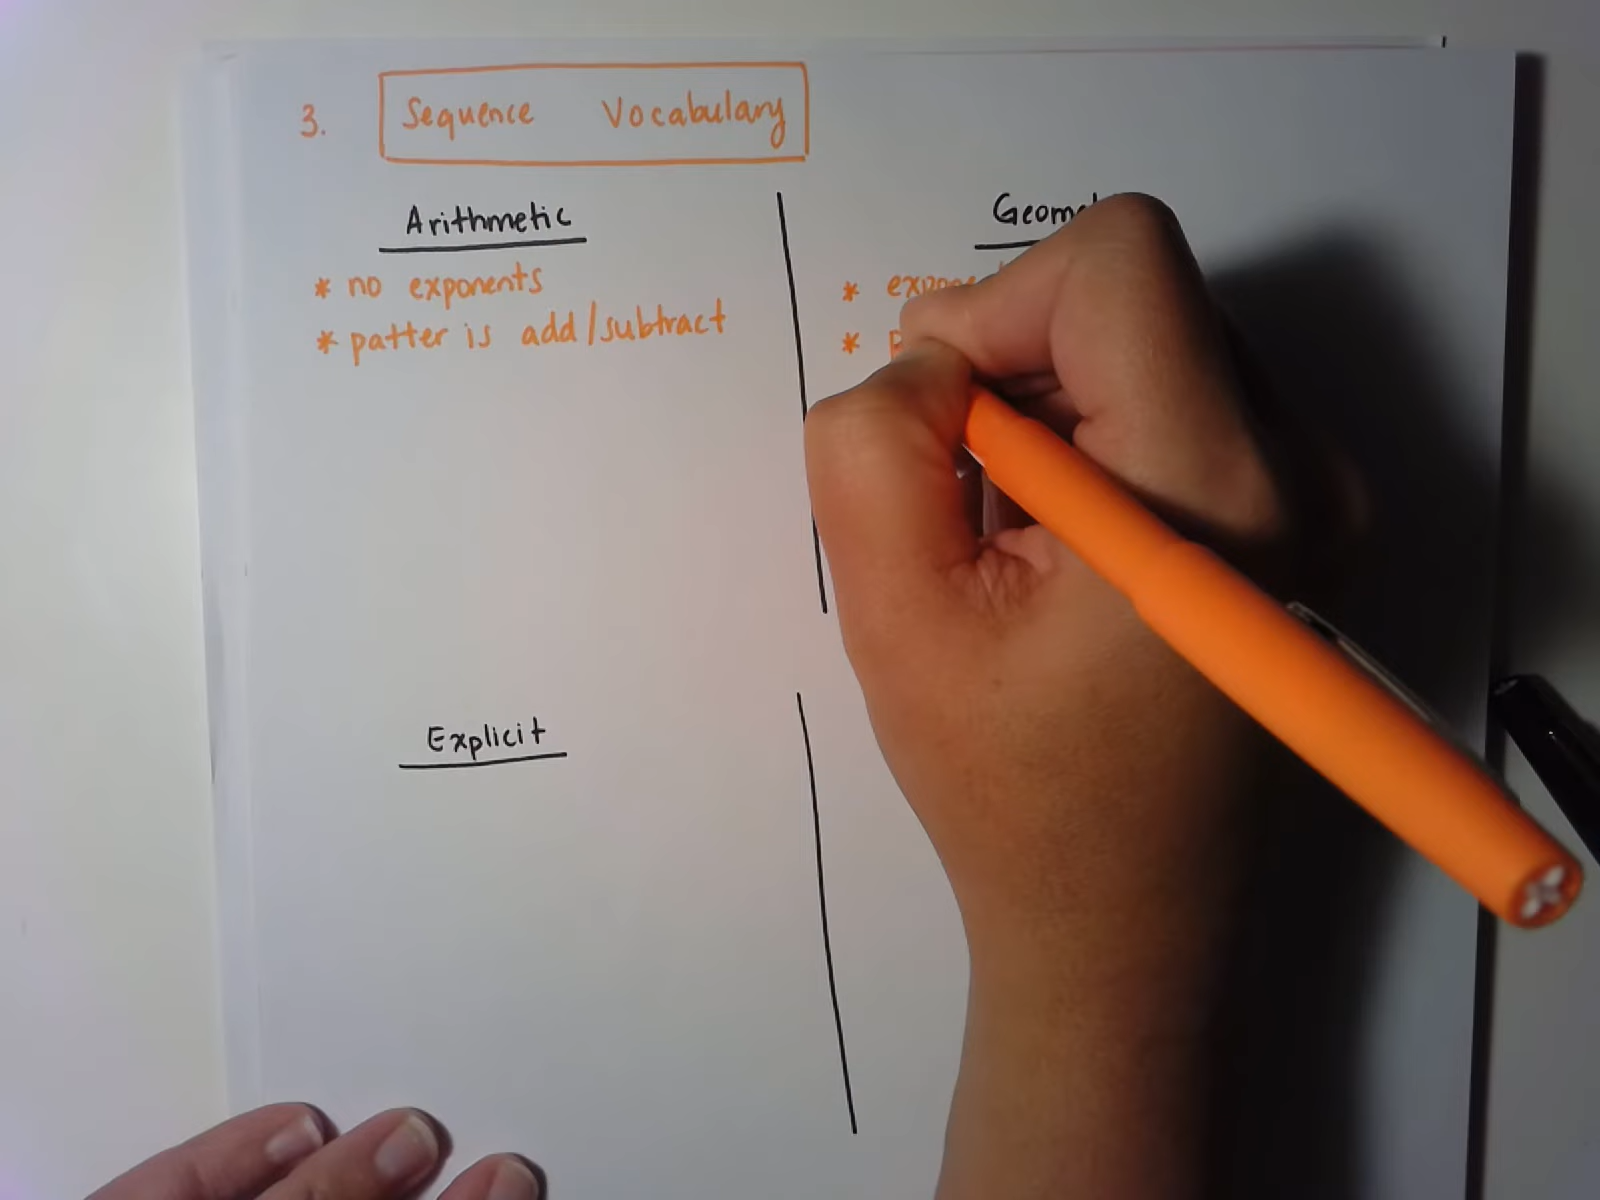 3. Sequence Vocabulary
Arithmetic
* no exponents
* patter is add/subtract
*
*
Explicit